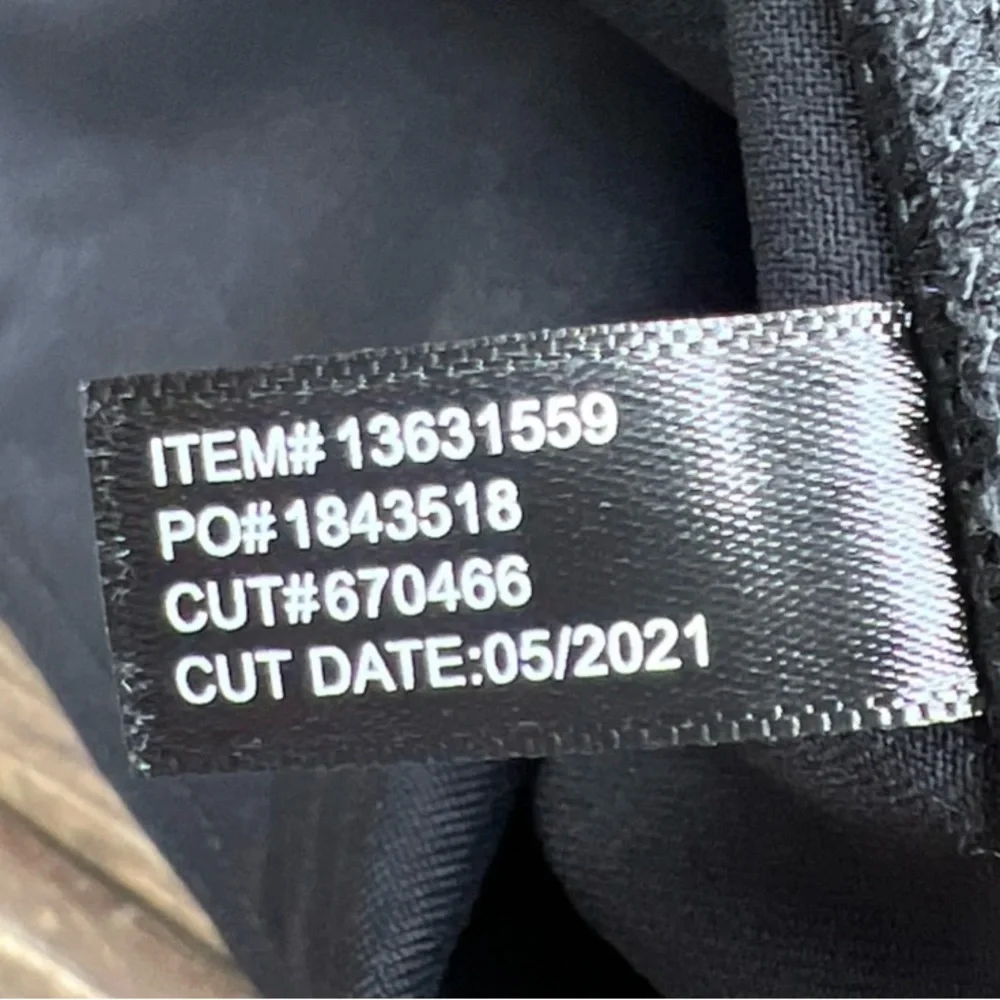 ITEM# 13631559
PO# 1843518
CUT#670466
CUT DATE:05/2021